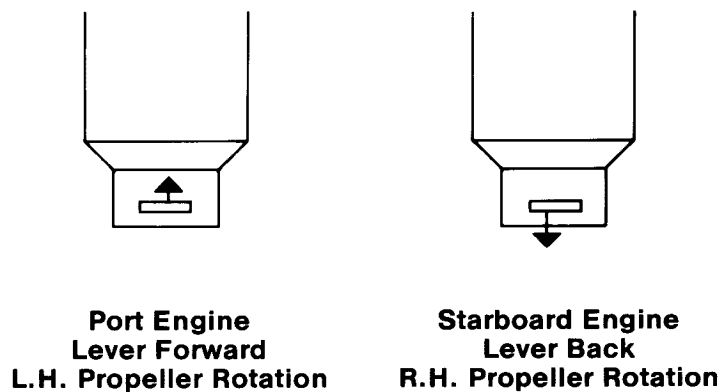 Port Engine
Lever Forward
L.H. Propeller Rotation
Starboard Engine
Lever Back
R.H. Propeller Rotation